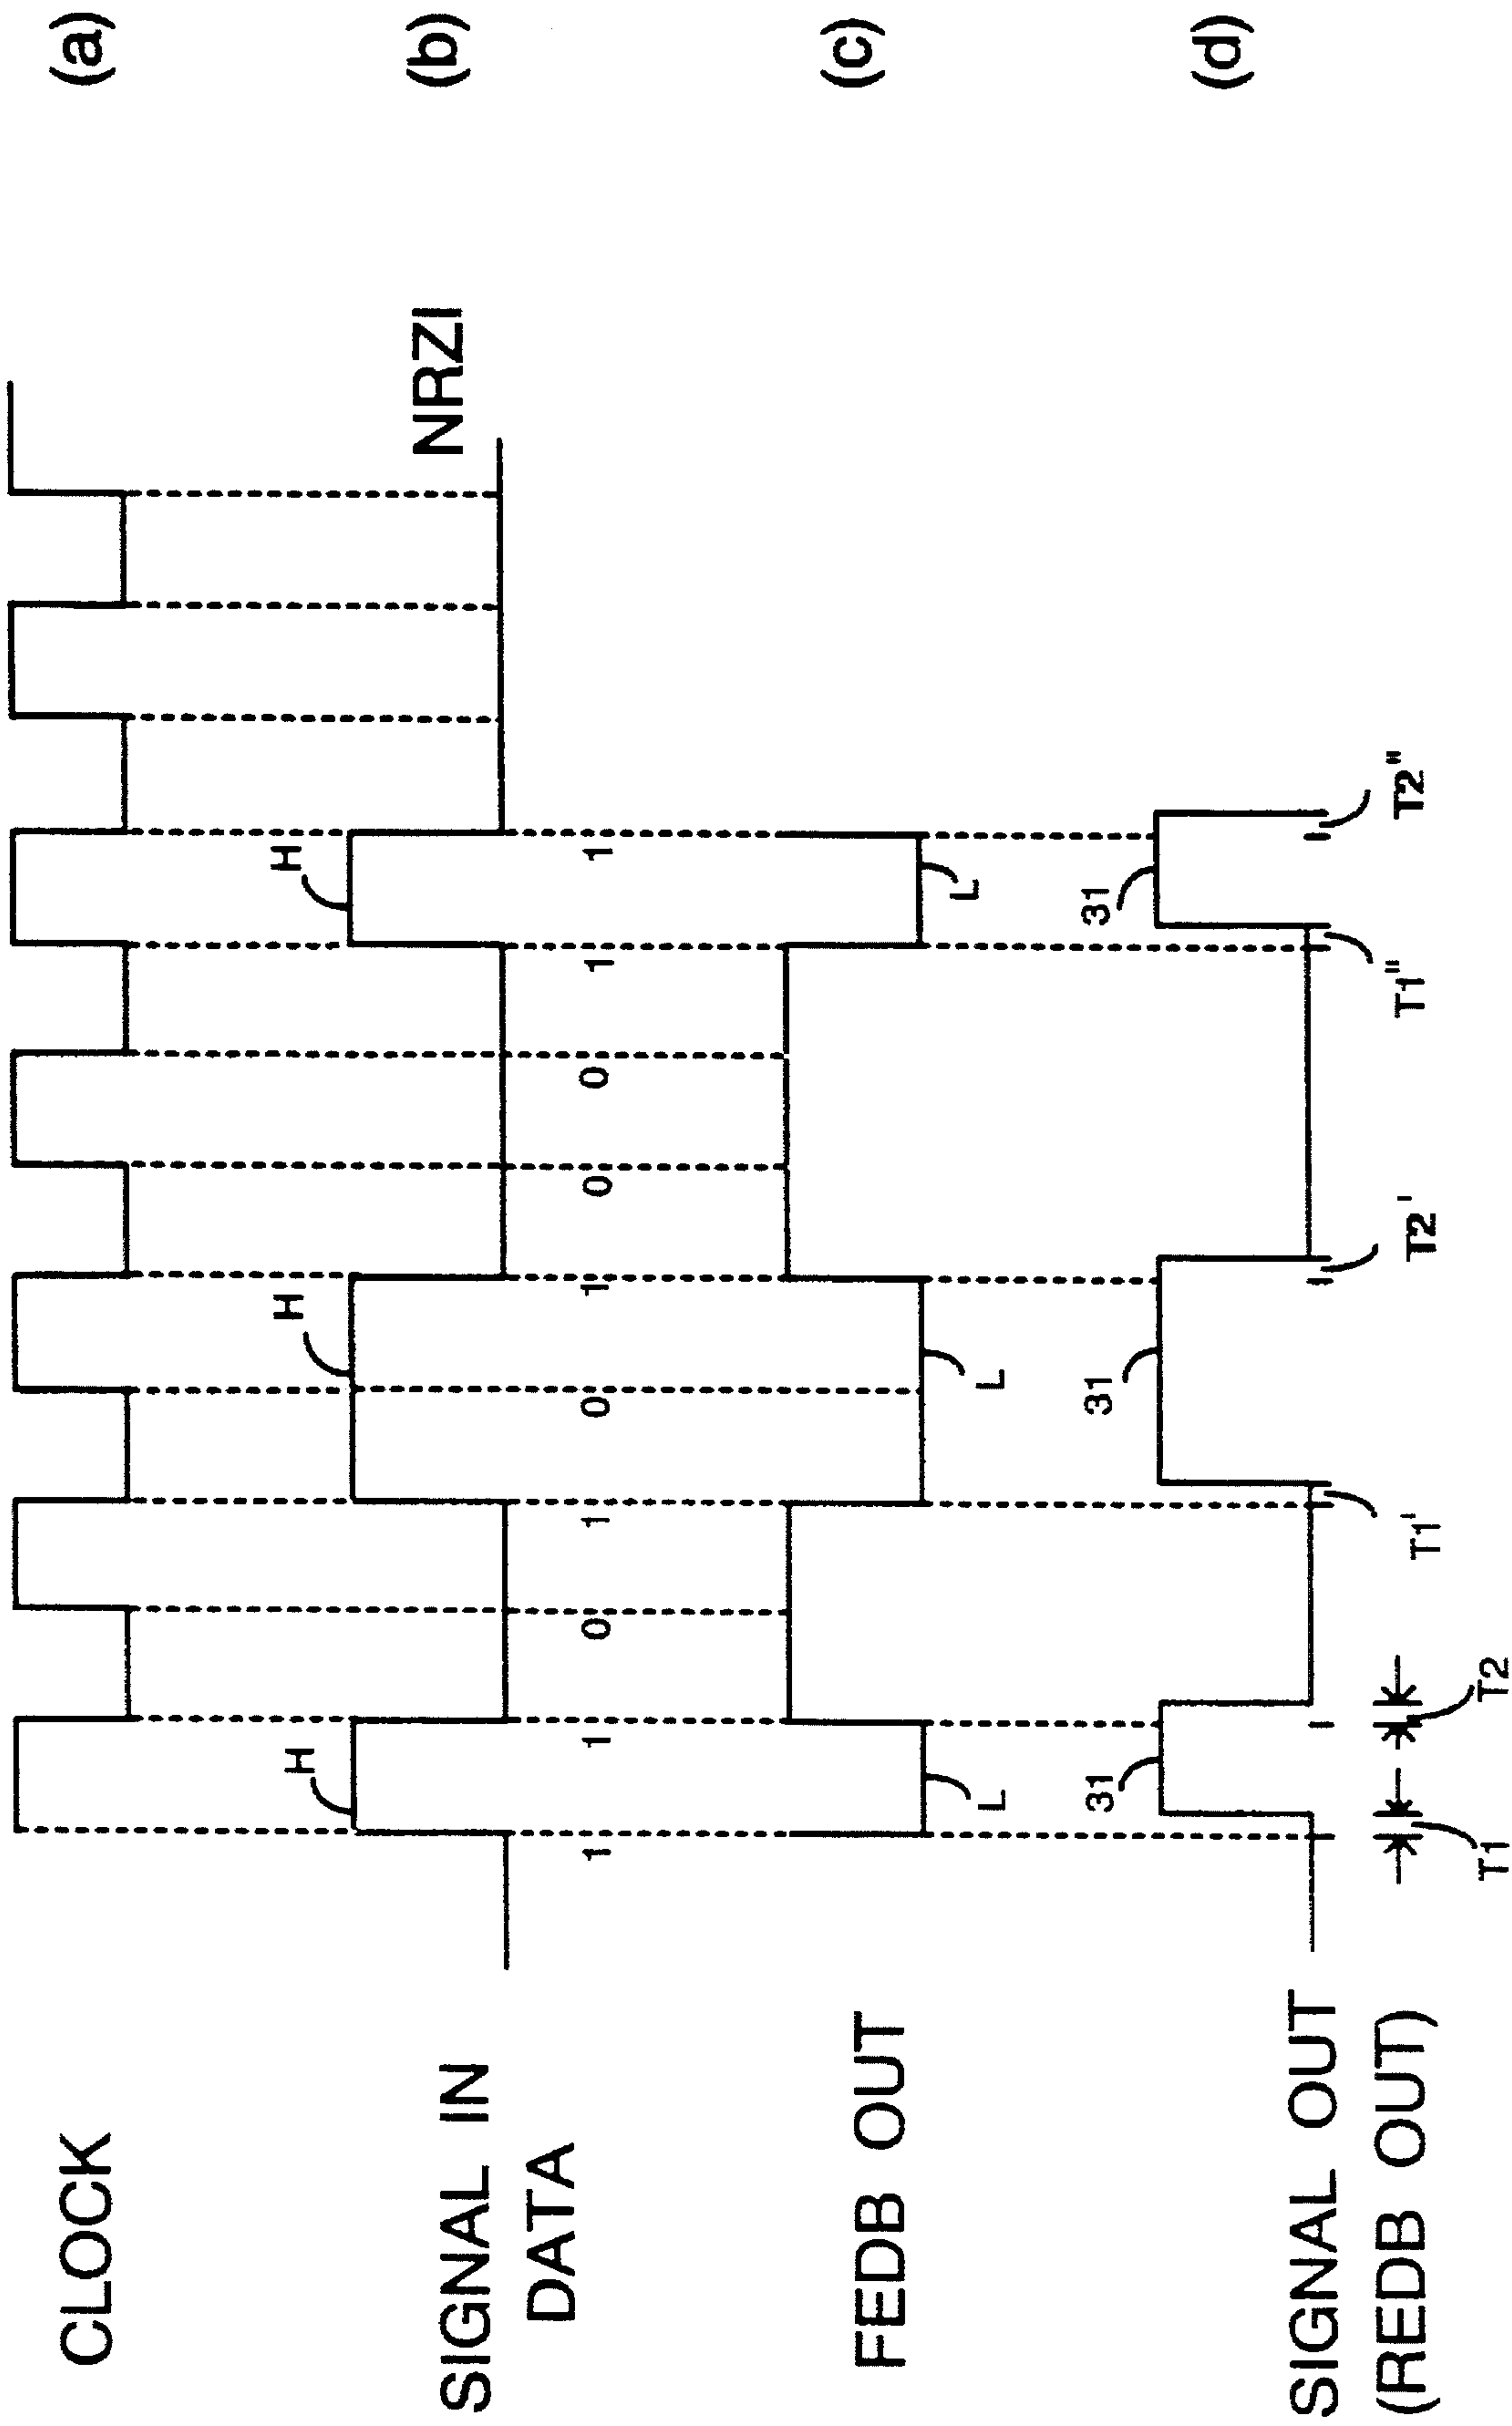 CLOCK
(a)
SIGNAL IN
DATA
H
H
H
NRZI
(b)
1 1 0 1 0 1 0 0 1 1
FEDB OUT
L
L
L
(c)
SIGNAL OUT
(REDB OUT)
31
31
31
(d)
T1
T2
T1'
T2'
T1"
T2"